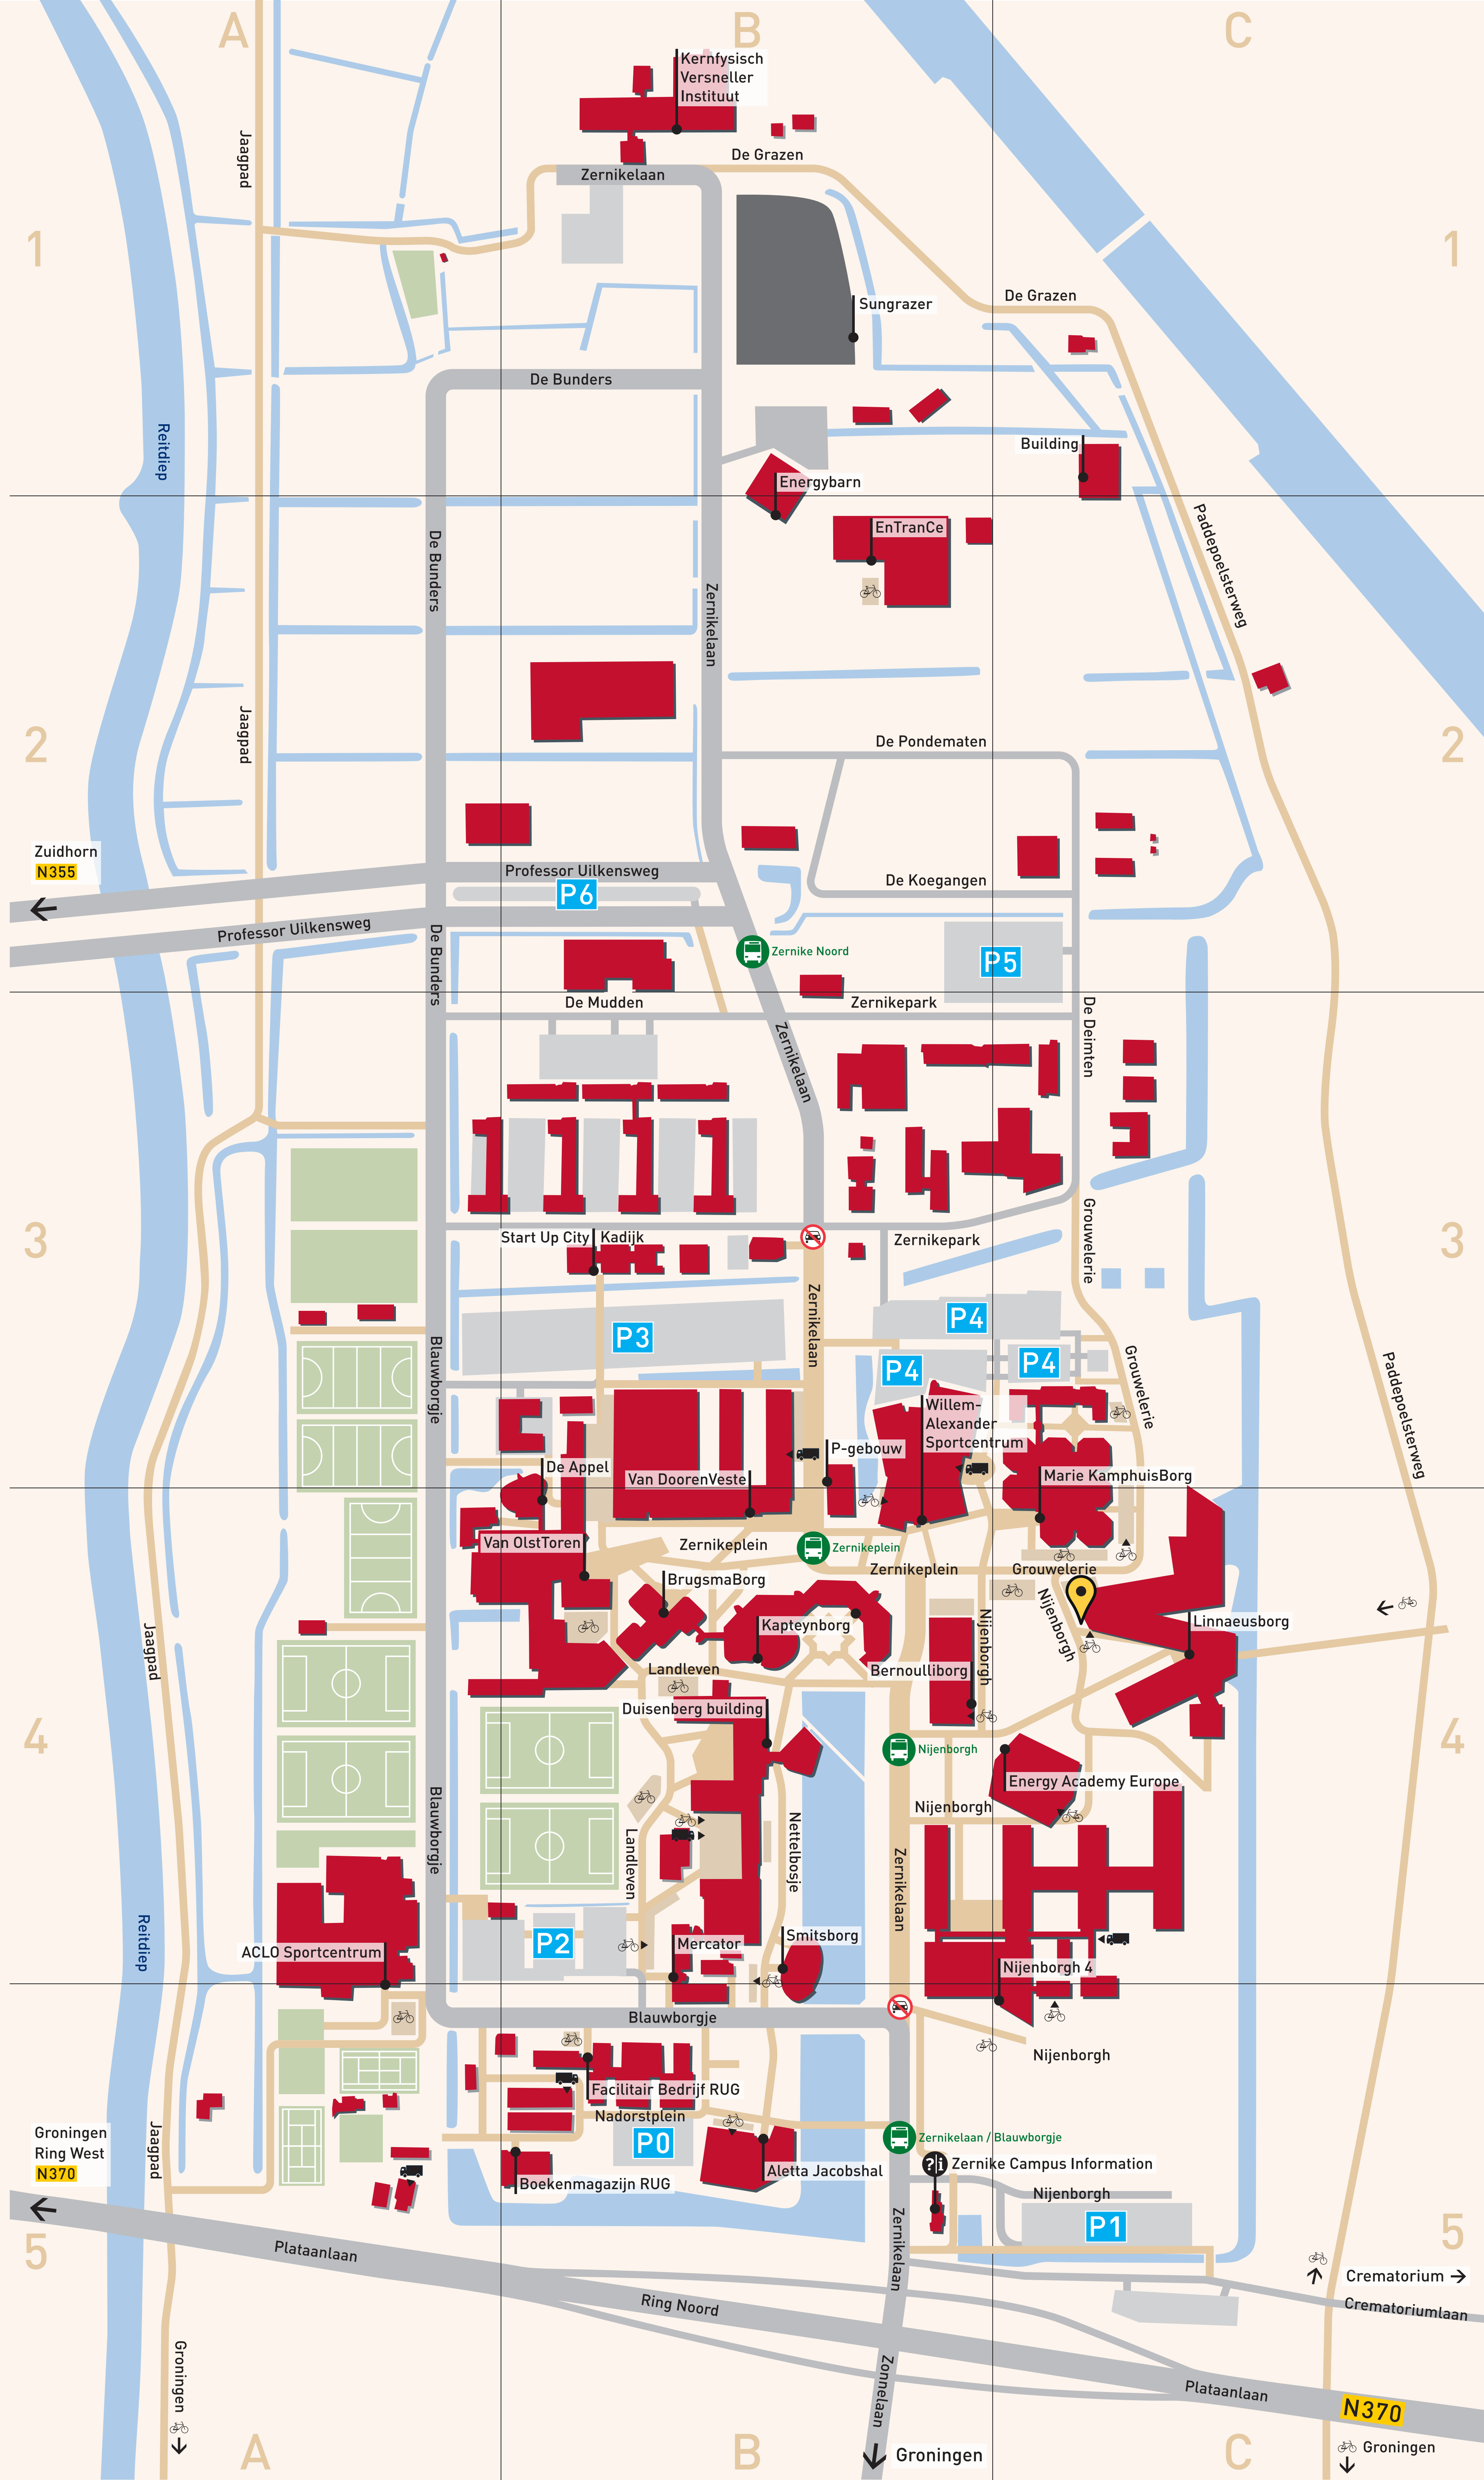 A
B
C
Kernfysisch
Versneller
Instituut
De Grazen
Zernikelaan
Jaagpad
1
1
Sungrazer
De Grazen
De Bunders
Reitdiep
Building
Energybarn
EnTranCe
Paddepoelsterweg
De Bunders
Zernikelaan
Jaagpad
2
2
De Pondematen
Zuidhorn
N355
Professor Uilkensweg
P6
De Koegangen
Professor Uilkensweg
De Bunders
Zernike Noord
P5
De Mudden
Zernikepark
De Deimten
Zernikelaan
3
3
Start Up City
Kadijk
Zernikepark
Grouwelerie
Zernikelaan
P3
P4
P4
P4
Blauwborgje
Grouwelerie
Paddepoelsterweg
Willem-
Alexander
Sportcentrum
P-gebouw
De Appel
Van DoorenVeste
Marie KamphuisBorg
Van OlstToren
Zernikeplein
Zernikeplein
Zernikeplein
Grouwelerie
BrugsmaBorg
Kapteynborg
Nijenborgh
Nijenborgh
Linnaeusborg
Jaagpad
Landleven
Bernoulliborg
Duisenberg building
4
4
Nijenborgh
Energy Academy Europe
Nijenborgh
Blauwborgje
Landleven
Nettelbosje
Zernikelaan
Reitdiep
ACLO Sportcentrum
P2
Mercator
Smitsborg
Nijenborgh 4
Blauwborgje
Nijenborgh
Facilitair Bedrijf RUG
Nadorstplein
P0
Zernikelaan / Blauwborgje
Groningen
Ring West
N370
Jaagpad
Boekenmagazijn RUG
Aletta Jacobshal
?|i
Zernike Campus Information
Nijenborgh
P1
5
5
Zernikelaan
Plataanlaan
Ring Noord
Crematorium
Crematoriumlaan
Groningen
Zonnelaan
Plataanlaan
N370
A
B
C
Groningen
Groningen